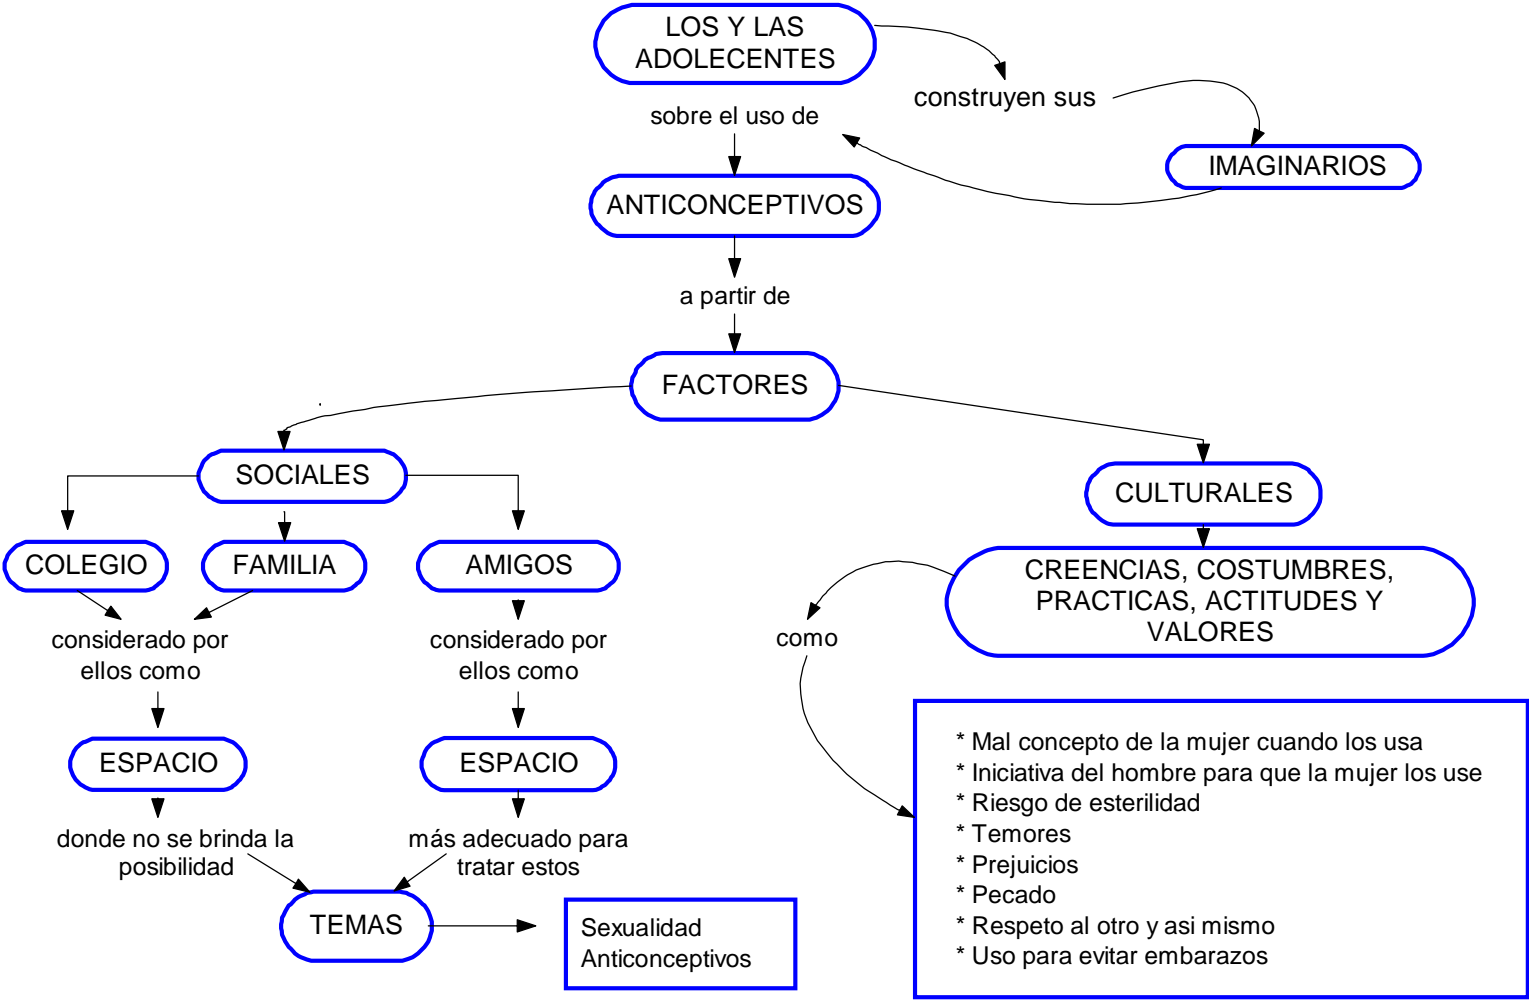 LOS Y LAS
ADOLECENTES
construyen sus
sobre el uso de
IMAGINARIOS
ANTICONCEPTIVOS
a partir de
FACTORES
SOCIALES
CULTURALES
COLEGIO
FAMILIA
AMIGOS
CREENCIAS, COSTUMBRES,
PRACTICAS, ACTITUDES Y
VALORES
considerado por
ellos como
considerado por
ellos como
como
ESPACIO
ESPACIO
donde no se brinda la
posibilidad
más adecuado para
tratar estos
TEMAS
Sexualidad
Anticonceptivos
* Mal concepto de la mujer cuando los usa
* Iniciativa del hombre para que la mujer los use
* Riesgo de esterilidad
* Temores
* Prejuicios
* Pecado
* Respeto al otro y asi mismo
* Uso para evitar embarazos